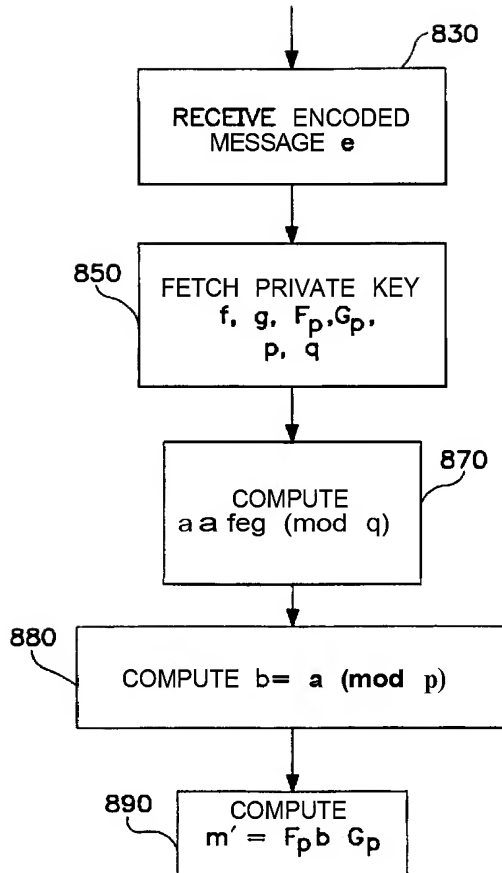 830
RECEIVE ENCODED
MESSAGE e
850
FETCH PRIVATE KEY
f, g, Fp,Gp,
p, q
870
COMPUTE
a a feg (mod q)
880
COMPUTE b= a (mod p)
890
COMPUTE
m' = Fpb Gp